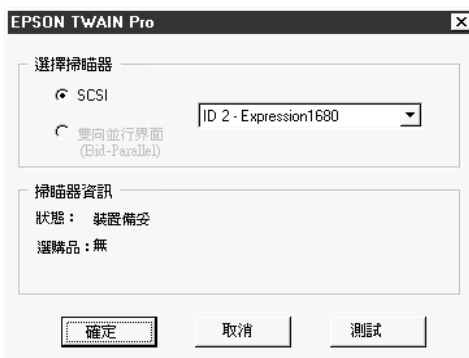 EPSON TWAIN Pro
選擇掃瞄器
SCSI
ID 2 - Expression1680
雙向並行界面
(Bid-Parallel)
掃瞄器資訊
狀態： 裝置備妥
選購品：無
確定 取消 測試